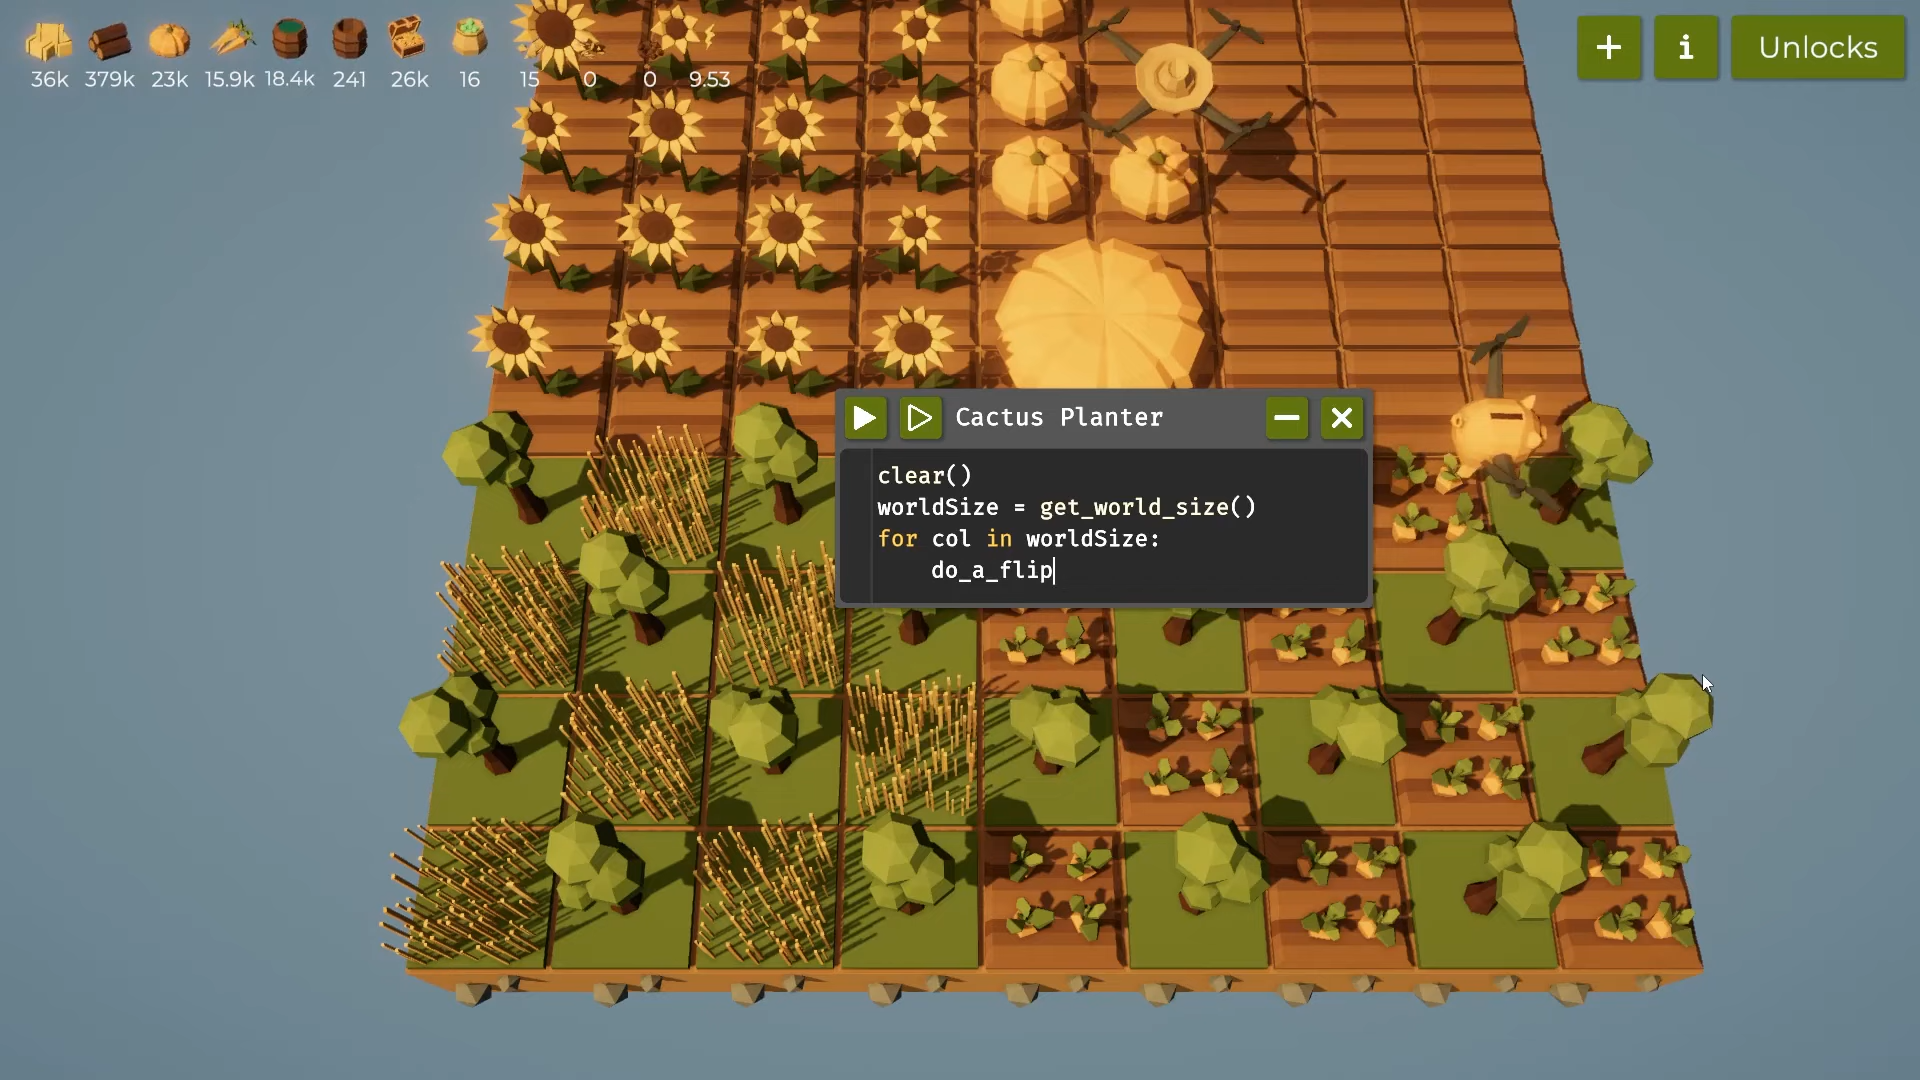 36k 379k 23k 15.9k 18.4k 241 26k 16 15 0 0 9.53
+ i Unlocks
Cactus Planter
clear()
worldSize = get_world_size()
for col in worldSize:
    do_a_flip